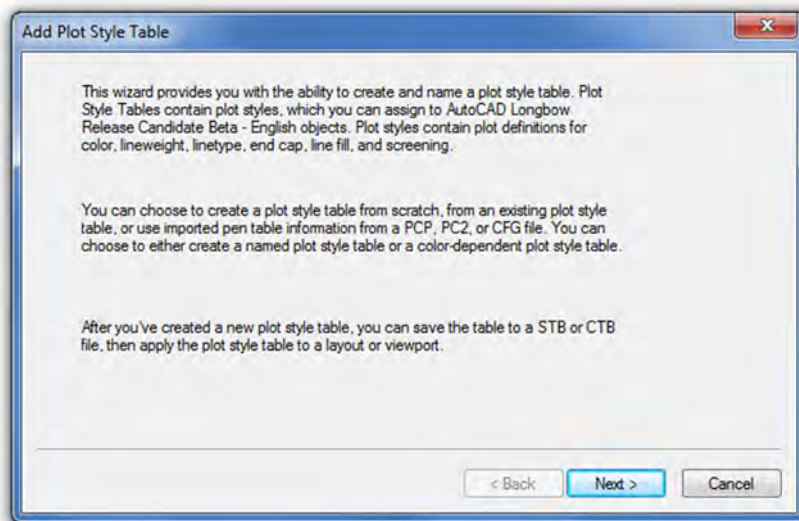 Add Plot Style Table
This wizard provides you with the ability to create and name a plot style table. Plot
Style Tables contain plot styles, which you can assign to AutoCAD Longbow
Release Candidate Beta - English objects. Plot styles contain plot definitions for
color, lineweight, linetype, end cap, line fill, and screening.
You can choose to create a plot style table from scratch, from an existing plot style
table, or use imported pen table information from a PCP, PC2, or CFG file. You can
choose to either create a named plot style table or a color-dependent plot style table.
After you've created a new plot style table, you can save the table to a STB or CTB
file, then apply the plot style table to a layout or viewport.
< Back Next > Cancel